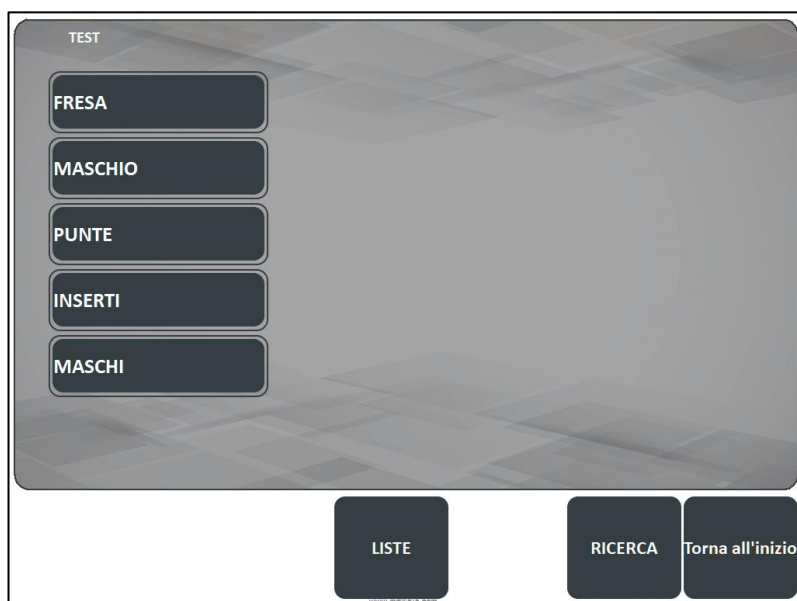 TEST
FRESA
MASCHIO
PUNTE
INSERTI
MASCHI
LISTE
RICERCA
Torna all'inizio